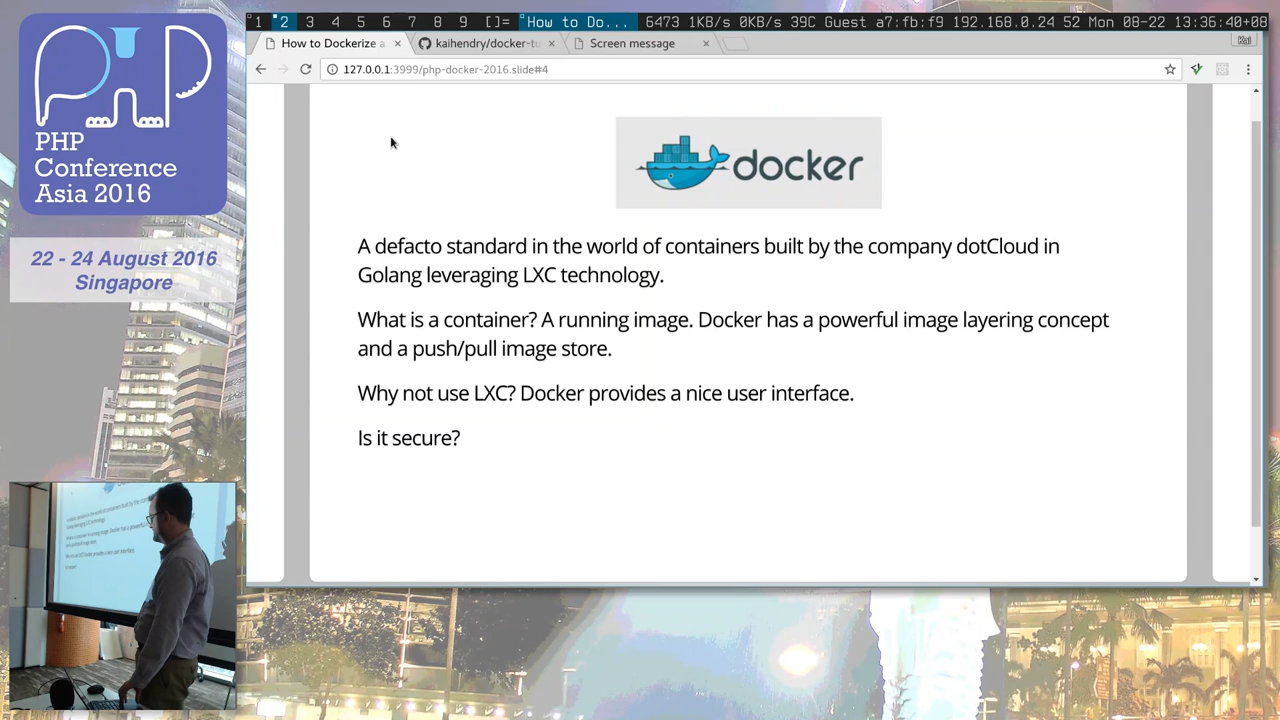 PHP
Conference
Asia 2016
22 - 24 August 2016
Singapore
1 2 3 4 5 6 7 8 9 []= How to Do... 6473 1KB/s 0KB/s 39C Guest a7:fb:f9 192.168.0.24 52 Mon 08-22 13:36:40+08
How to Dockerize a
kaihendry/docker-tu
Screen message
Kai
127.0.0.1:3999/php-docker-2016.slide#4
docker
A defacto standard in the world of containers built by the company dotCloud in
Golang leveraging LXC technology.
What is a container? A running image. Docker has a powerful image layering concept
and a push/pull image store.
Why not use LXC? Docker provides a nice user interface.
Is it secure?